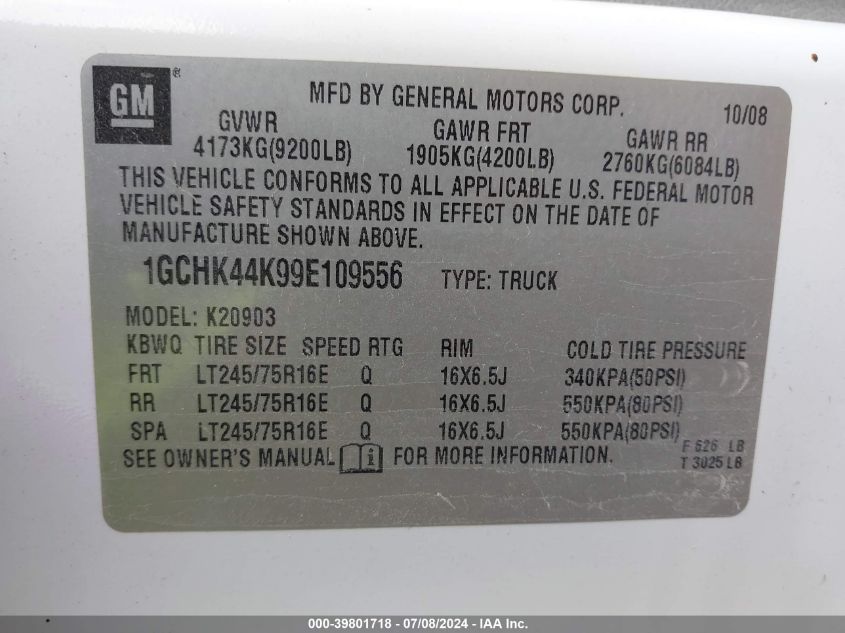 GM®
MFD BY GENERAL MOTORS CORP. 10/08
GVWR GAWR FRT GAWR RR
4173KG(9200LB) 1905KG(4200LB) 2760KG(6084LB)
THIS VEHICLE CONFORMS TO ALL APPLICABLE U.S. FEDERAL MOTOR
VEHICLE SAFETY STANDARDS IN EFFECT ON THE DATE OF
MANUFACTURE SHOWN ABOVE.
1GCHK44K99E109556 TYPE: TRUCK
MODEL: K20903
KBWQ TIRE SIZE SPEED RTG RIM COLD TIRE PRESSURE
FRT LT245/75R16E Q 16X6.5J 340KPA(50PSI)
RR LT245/75R16E Q 16X6.5J 550KPA(80PSI)
SPA LT245/75R16E Q 16X6.5J 550KPA(80PSI)
SEE OWNER'S MANUAL i FOR MORE INFORMATION.
F 626 LB
T 3025 LB
000-39801718 - 07/08/2024 - IAA Inc.